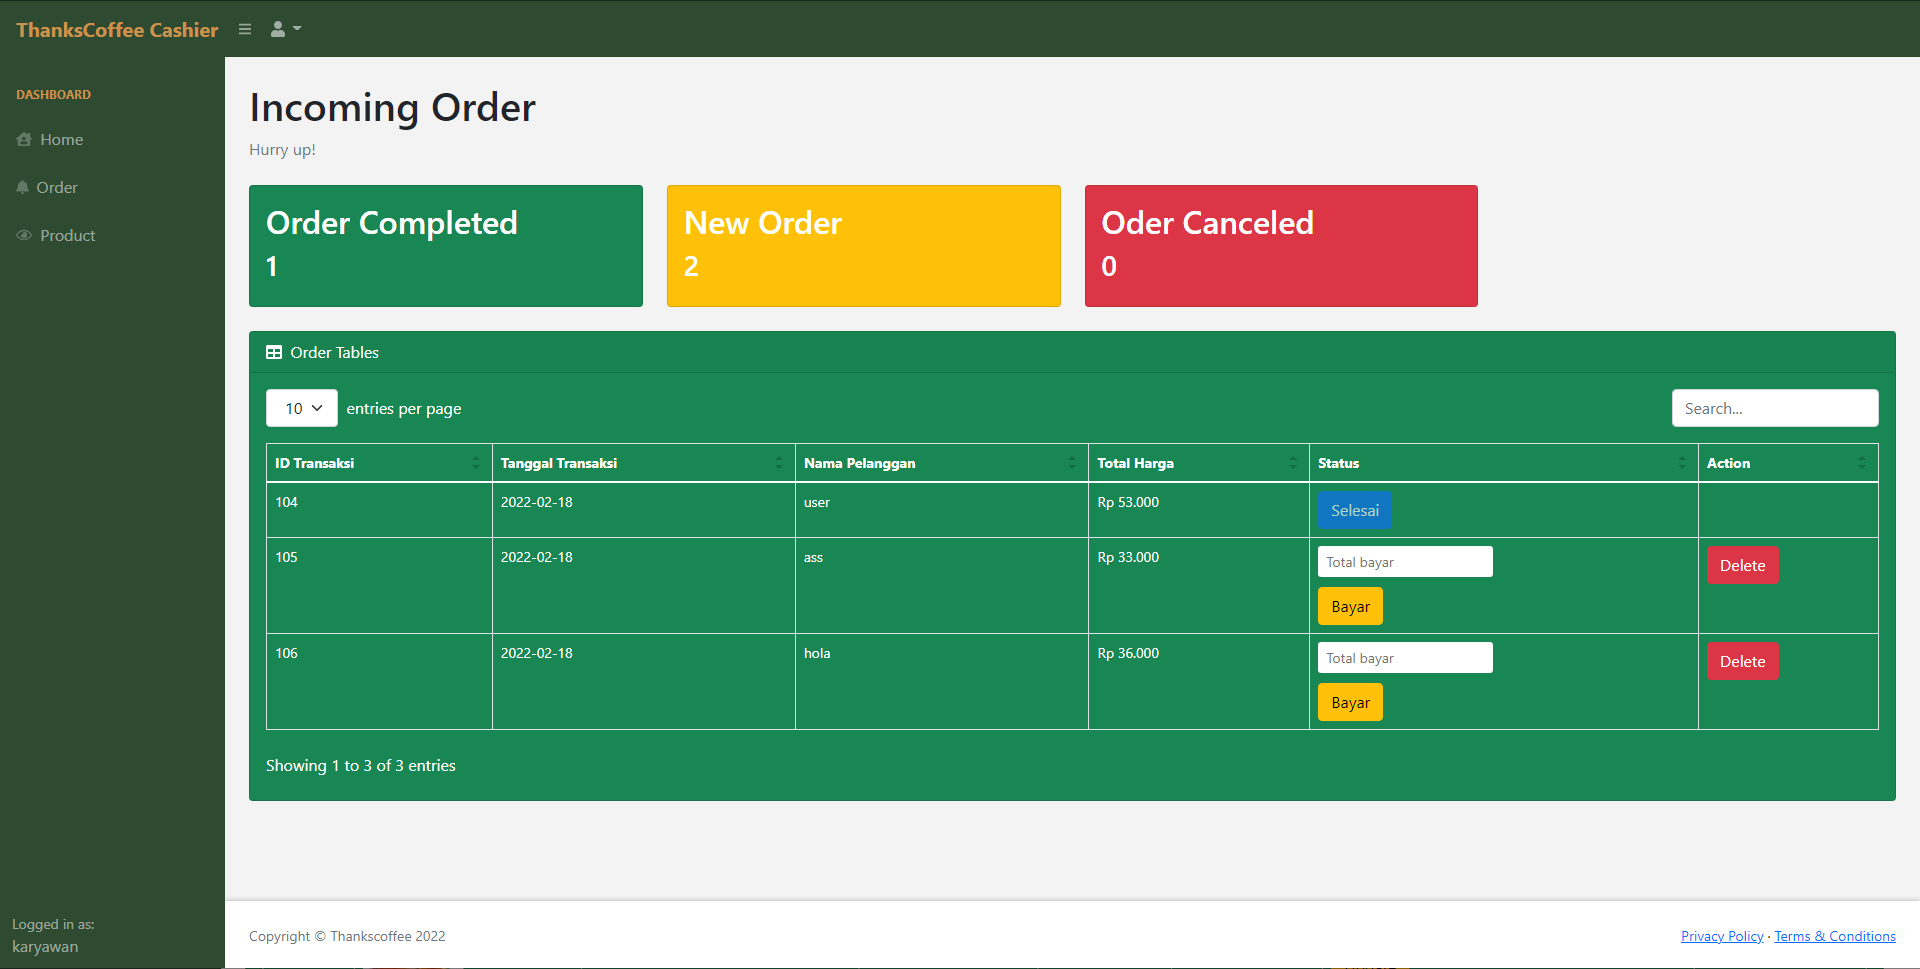 ThanksCoffee Cashier
DASHBOARD
Home
Order
Product
Logged in as:
karyawan
Incoming Order
Hurry up!
Order Completed
1
New Order
2
Oder Canceled
0
Order Tables
10 entries per page
Search...
ID Transaksi Tanggal Transaksi Nama Pelanggan Total Harga Status Action
104 2022-02-18 user Rp 53.000 Selesai
105 2022-02-18 ass Rp 33.000 Total bayar Delete
Bayar
106 2022-02-18 hola Rp 36.000 Total bayar Delete
Bayar
Showing 1 to 3 of 3 entries
Copyright © Thankscoffee 2022
Privacy Policy · Terms & Conditions